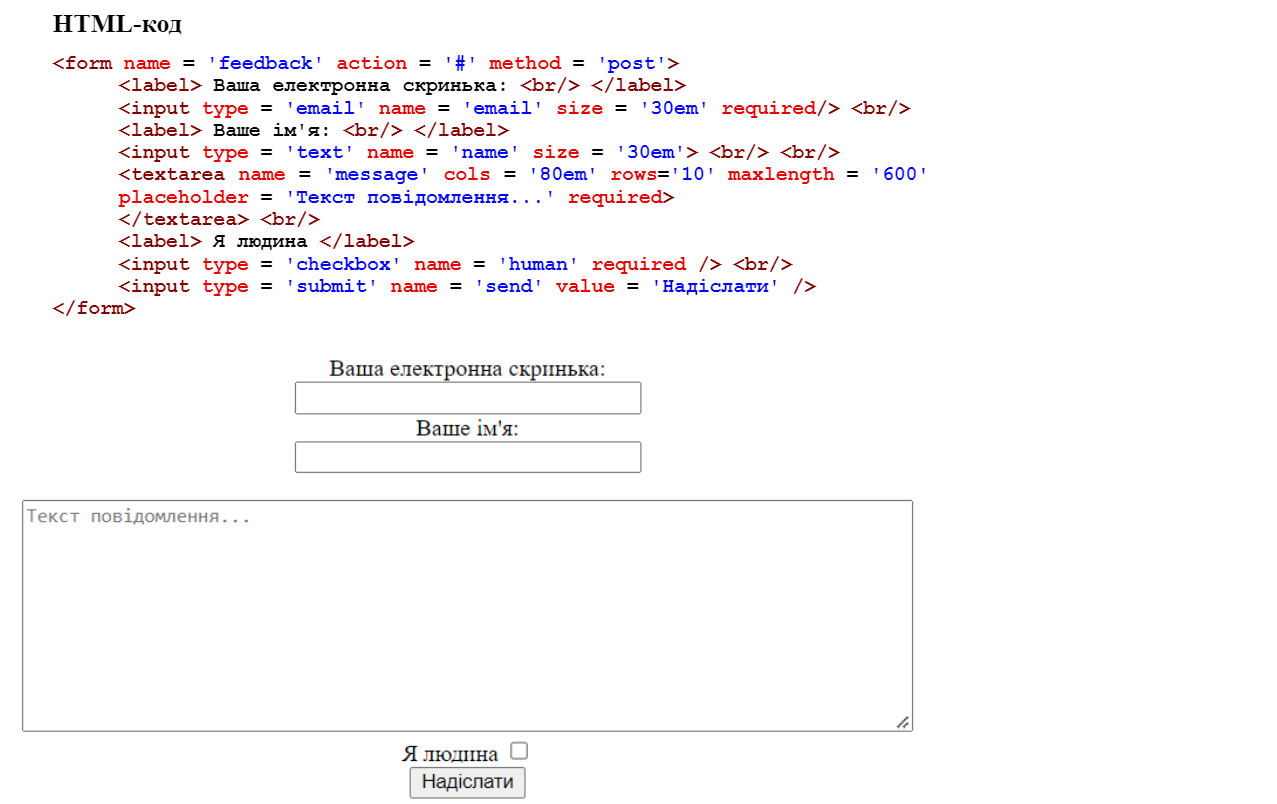 HTML-код
<form name = 'feedback' action = '#' method = 'post'>
<label> Ваша електронна скринька: <br/> </label>
<input type = 'email' name = 'email' size = '30em' required/> <br/>
<label> Ваше ім'я: <br/> </label>
<input type = 'text' name = 'name' size = '30em'> <br/> <br/>
<textarea name = 'message' cols = '80em' rows='10' maxlength = '600'
placeholder = 'Текст повідомлення...' required>
</textarea> <br/>
<label> Я людина </label>
<input type = 'checkbox' name = 'human' required /> <br/>
<input type = 'submit' name = 'send' value = 'Надіслати' />
</form>
Ваша електронна скринька:
Ваше ім'я:
Текст повідомлення...
Я людина
Надіслати